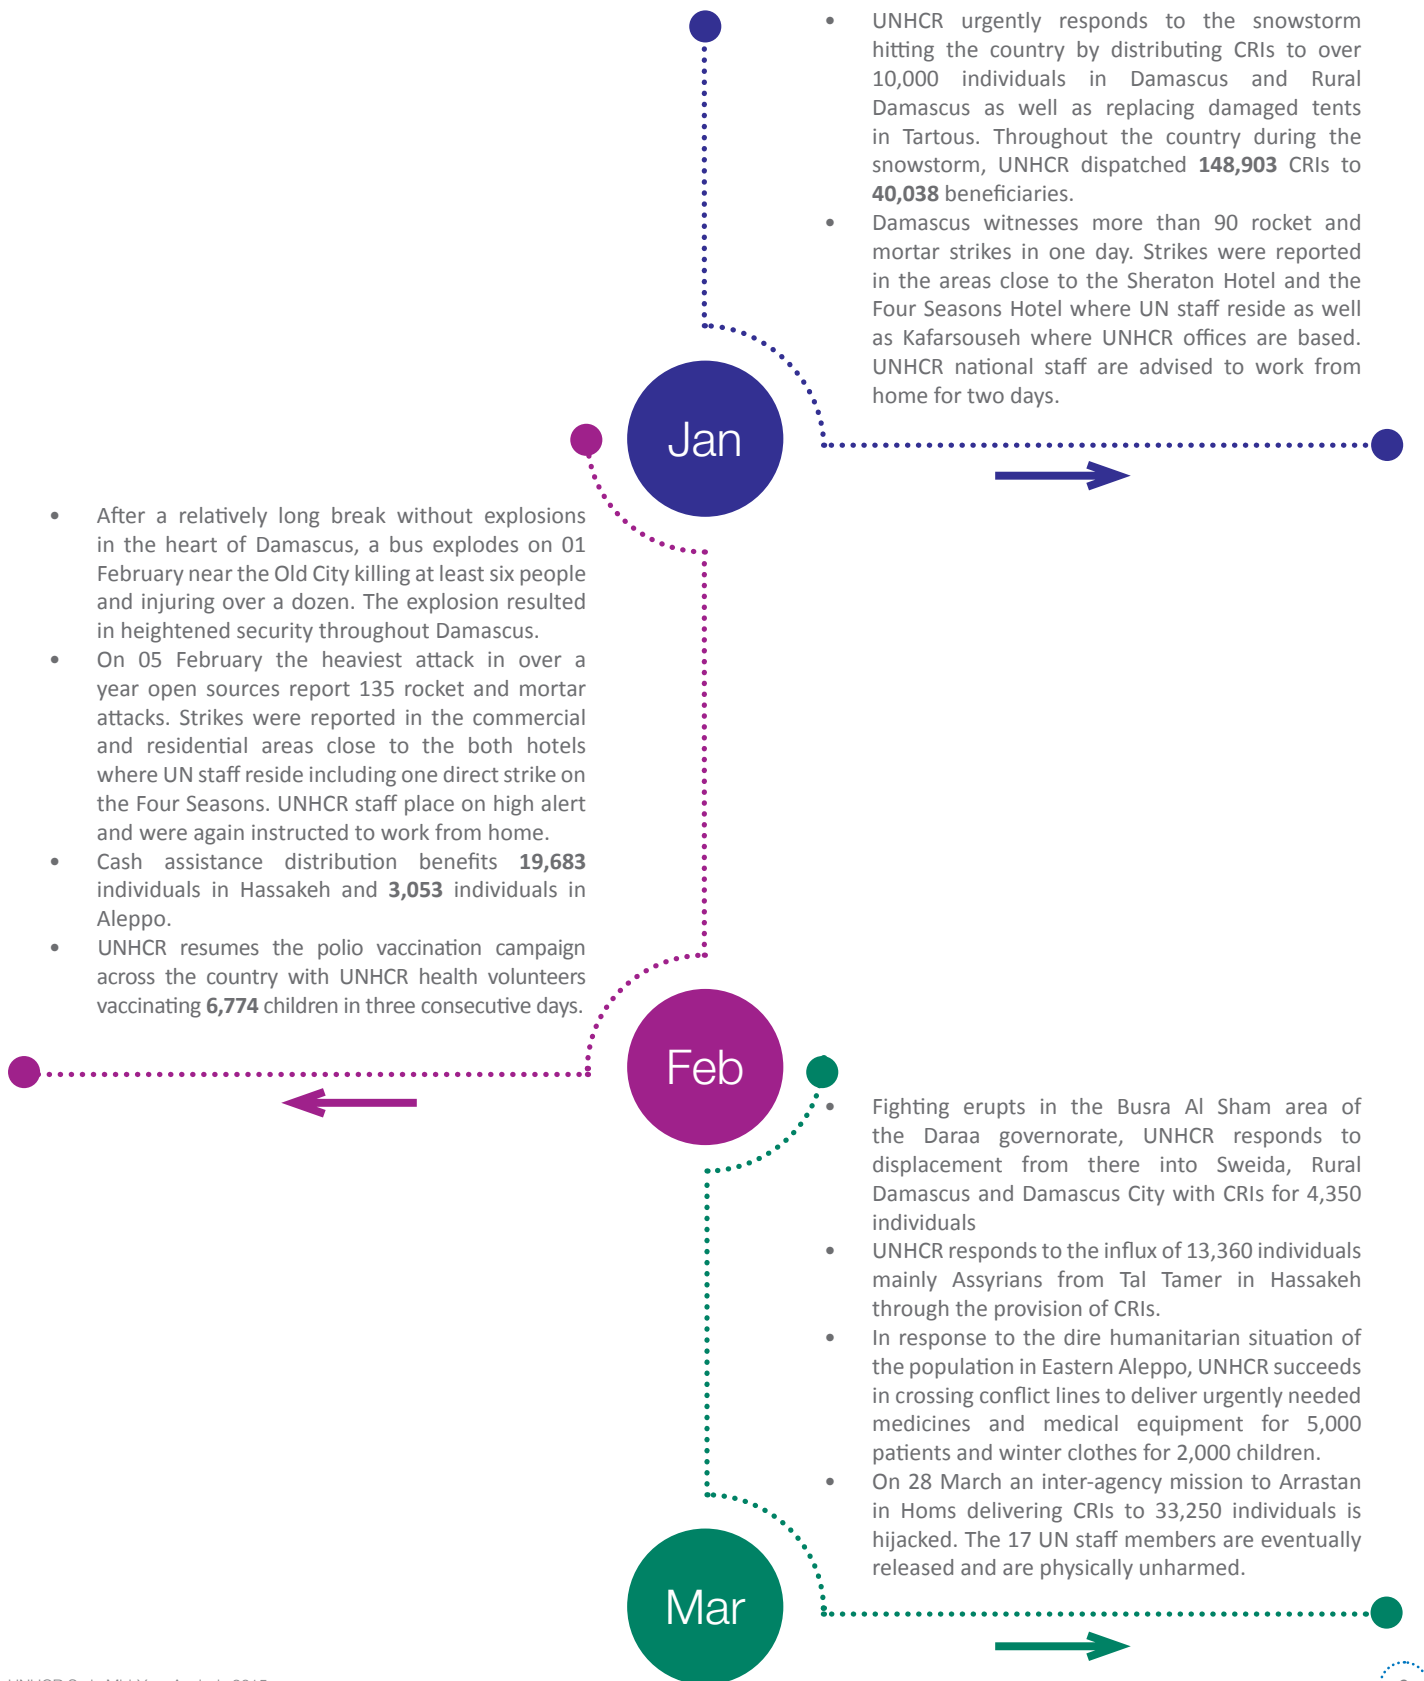 • UNHCR urgently responds to the snowstorm
hitting the country by distributing CRIs to over
10,000 individuals in Damascus and Rural
Damascus as well as replacing damaged tents
in Tartous. Throughout the country during the
snowstorm, UNHCR dispatched 148,903 CRIs to
40,038 beneficiaries.
• Damascus witnesses more than 90 rocket and
mortar strikes in one day. Strikes were reported
in the areas close to the Sheraton Hotel and the
Four Seasons Hotel where UN staff reside as well
as Kafarsouseh where UNHCR offices are based.
UNHCR national staff are advised to work from
home for two days.
Jan
• After a relatively long break without explosions
in the heart of Damascus, a bus explodes on 01
February near the Old City killing at least six people
and injuring over a dozen. The explosion resulted
in heightened security throughout Damascus.
• On 05 February the heaviest attack in over a
year open sources report 135 rocket and mortar
attacks. Strikes were reported in the commercial
and residential areas close to the both hotels
where UN staff reside including one direct strike on
the Four Seasons. UNHCR staff place on high alert
and were again instructed to work from home.
• Cash assistance distribution benefits 19,683
individuals in Hassakeh and 3,053 individuals in
Aleppo.
• UNHCR resumes the polio vaccination campaign
across the country with UNHCR health volunteers
vaccinating 6,774 children in three consecutive days.
Feb
• Fighting erupts in the Busra Al Sham area of
the Daraa governorate, UNHCR responds to
displacement from there into Sweida, Rural
Damascus and Damascus City with CRIs for 4,350
individuals
• UNHCR responds to the influx of 13,360 individuals
mainly Assyrians from Tal Tamer in Hassakeh
through the provision of CRIs.
• In response to the dire humanitarian situation of
the population in Eastern Aleppo, UNHCR succeeds
in crossing conflict lines to deliver urgently needed
medicines and medical equipment for 5,000
patients and winter clothes for 2,000 children.
• On 28 March an inter-agency mission to Arrastan
in Homs delivering CRIs to 33,250 individuals is
hijacked. The 17 UN staff members are eventually
released and are physically unharmed.
Mar